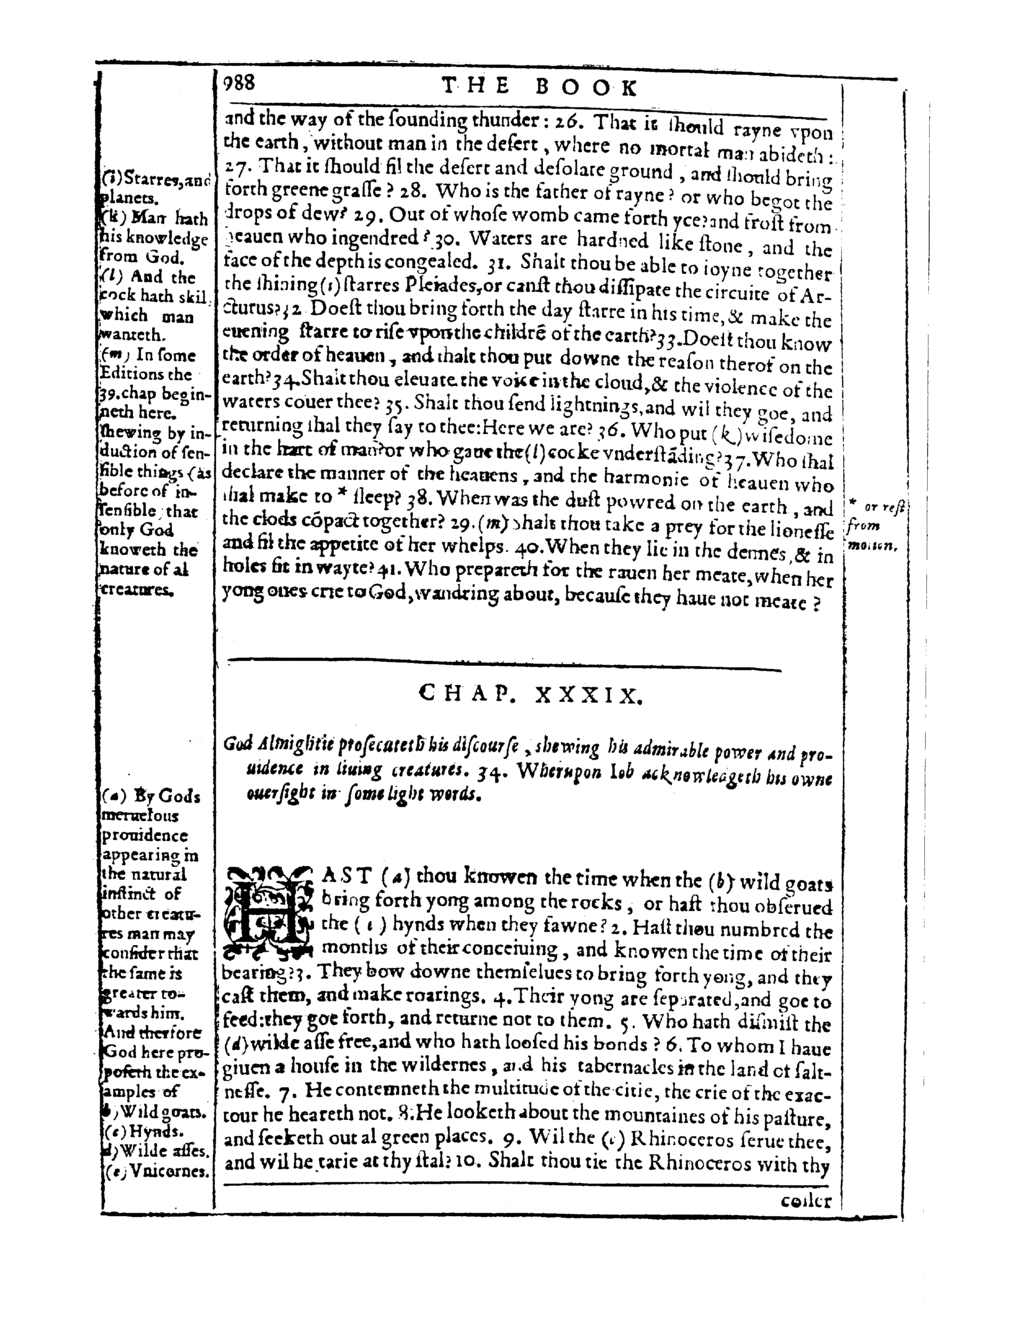 988 THE BOOK
and the way of the ſounding thunder: 26. That it ſhould rayne vpon
the earth, without man in the deſert, where no mortal man abideth:
27. That it ſhould fil the deſert and deſolate ground, and ſhould bring
forth greene graſſe? 28. Who is the father of rayne? or who begot the
drops of dew? 29. Out of whoſe womb came forth yce? and froſt from
heauen who ingendred? 30. Waters are hardned like ſtone, and the
face of the depth is congealed. 31. Shalt thou be able to ioyne together
the ſhining (i) ſtarres Pleiades, or canſt thou diſſipate the circuite of Ar-
cturus? 32 Doeſt thou bring forth the day ſtarre in his time, & make the
euening ſtarre to riſe vpon the childrē of the earth? 33. Doeſt thou know
the order of heauen, and ſhalt thou put downe the reaſon therof on the
earth? 34. Shalt thou eleuate the voice in the cloud, & the violence of the
waters couer thee? 35. Shalt thou ſend lightnings, and wil they goe, and
returning ſhal they ſay to thee: Here we are? 36. Who put (k) wiſedome
in the hart of man? or who gaue the (l) cocke vnderſtāding? 37. Who ſhal
declare the manner of the heauens, and the harmonie of heauen who
ſhal make to * ſleep? 38. When was the duſt powred on the earth, and
the clods cōpact together? 29. (m) ſhalt thou take a prey for the lioneſſe
and fil the appetite of her whelps. 40. When they lie in the dennes, & in
holes ſit in wayte? 41. Who prepareth for the rauen her meate, when her
yong ones crie to God, wandring about, becauſe they haue not meate?
(i) Starres, and
planets.
(k) Man hath
his knowledge
from God.
(l) And the
cock hath skil,
which man
wanteth.
(m) In ſome
Editions the
39. chap begin-
neth here.
ſhewing by in-
duction of ſen-
ſible things (as
before of in-
ſenſible) that
only God
knoweth the
nature of al
creatures.
* or reſt
from
motion.
CHAP. XXXIX.
God Almightie proſecuteth his diſcourſe, shewing his admirable power and pro-
uidence in liuing creatures. 34. Wherupon Iob acknowleageth his owne
ouerſight in ſome light words.
HAST (a) thou knowen the time when the (b) wild goats
bring forth yong among the rocks, or haſt thou obſerued
the (c) hynds when they fawne? 2. Haſt thou numbred the
months of their conceiuing, and knowen the time of their
bearing? 3. They bow downe themſelues to bring forth yong, and they
caſt them, and make roarings. 4. Their yong are ſeparated, and goe to
feed: they goe forth, and returne not to them. 5. Who hath diſmiſt the
(d) wilde aſſe free, and who hath looſed his bonds? 6. To whom I haue
giuen a houſe in the wildernes, and his tabernacles in the land of ſalt-
neſſe. 7. He contemneth the multitude of the citie, the crie of the exac-
tour he heareth not. 8. He looketh about the mountaines of his paſture,
and ſeeketh out al green places. 9. Wil the (e) Rhinoceros ſerue thee,
and wil he tarie at thy ſtal? 10. Shalt thou tie the Rhinoceros with thy
coller
(a) By Gods
meruelous
prouidence
appearing in
the natural
inſtinct of
other creatu-
res man may
conſider that
the ſame is
greater to-
wards him.
And therfore
God here pro-
poſeth the ex-
amples of
b) Wild goats.
(c) Hynds.
d) Wilde aſſes.
(e) Vnicornes.